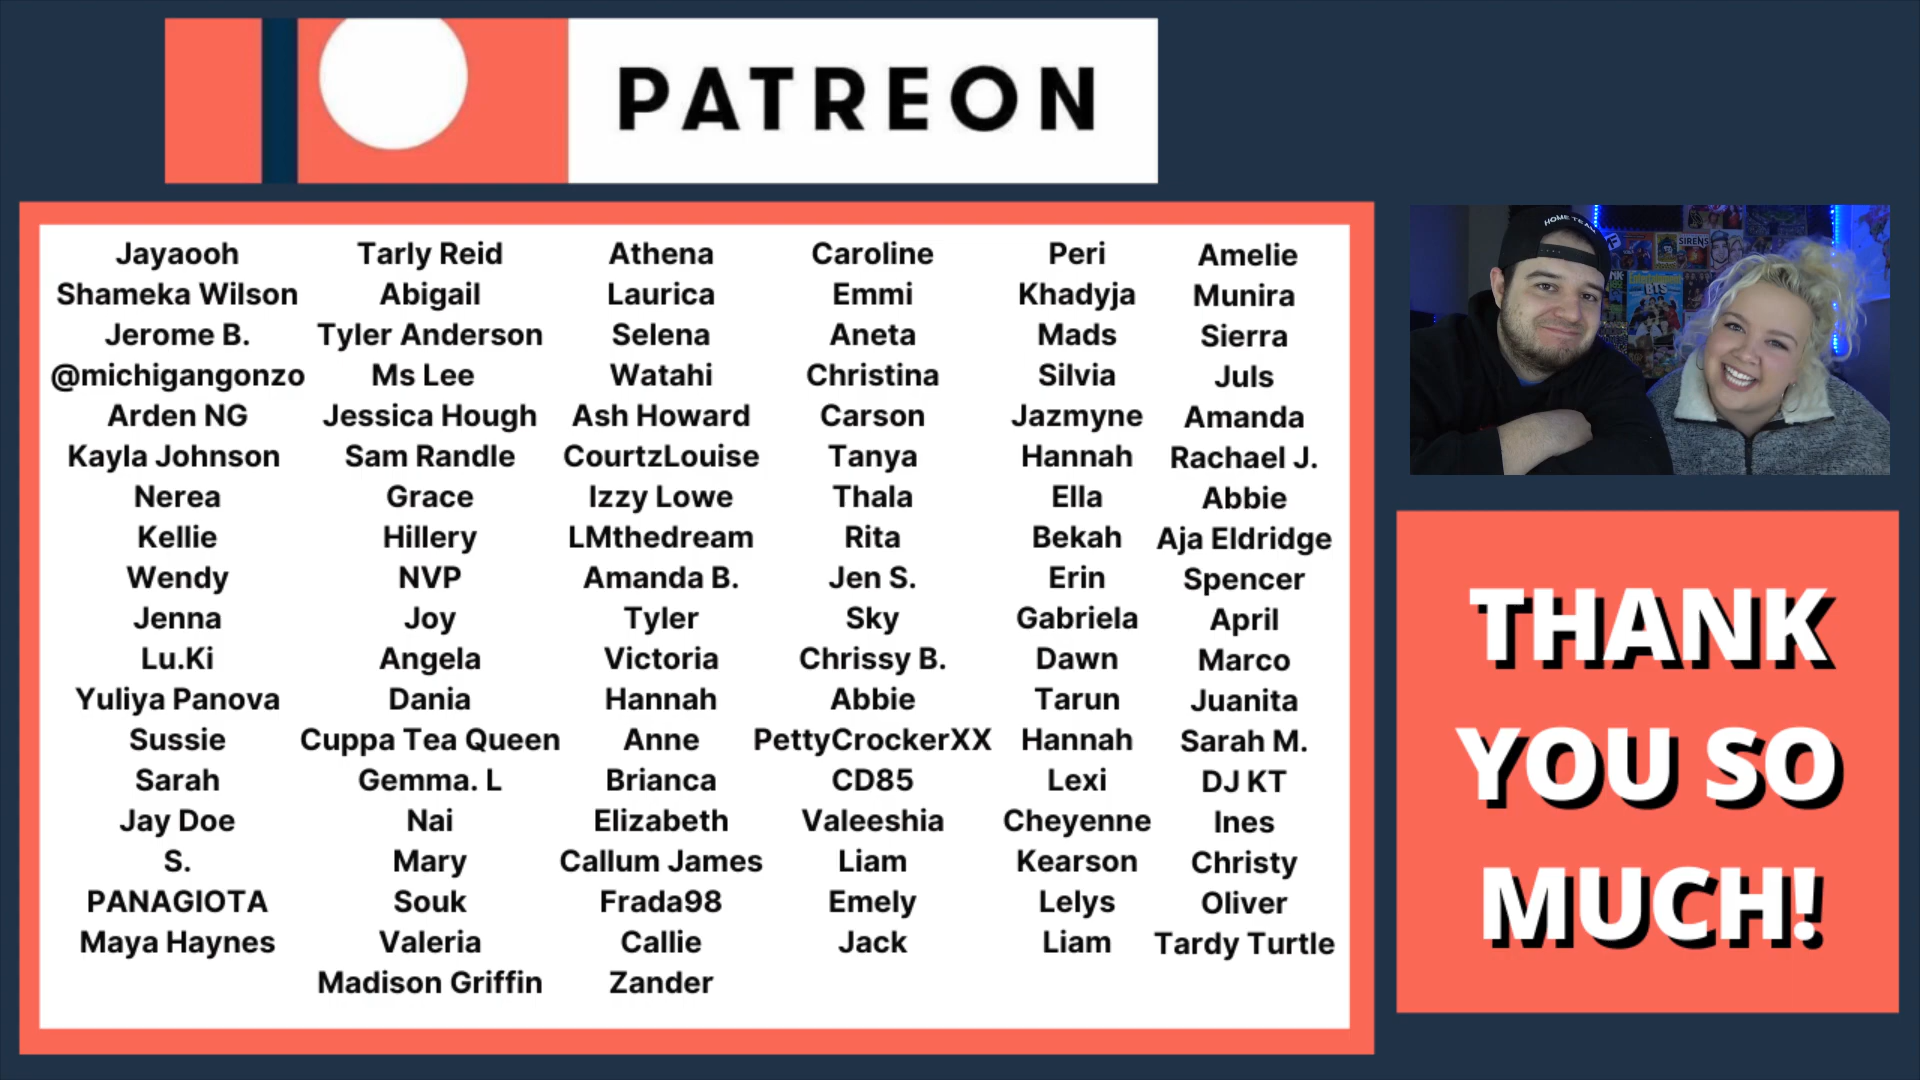 PATREON
Jayaooh
Shameka Wilson
Jerome B.
@michigangonzo
Arden NG
Kayla Johnson
Nerea
Kellie
Wendy
Jenna
Lu.Ki
Yuliya Panova
Sussie
Sarah
Jay Doe
S.
PANAGIOTA
Maya Haynes
Tarly Reid
Abigail
Tyler Anderson
Ms Lee
Jessica Hough
Sam Randle
Grace
Hillery
NVP
Joy
Angela
Dania
Cuppa Tea Queen
Gemma. L
Nai
Mary
Souk
Valeria
Madison Griffin
Athena
Laurica
Selena
Watahi
Ash Howard
CourtzLouise
Izzy Lowe
LMthedream
Amanda B.
Tyler
Victoria
Hannah
Anne
Brianca
Elizabeth
Callum James
Frada98
Callie
Zander
Caroline
Emmi
Aneta
Christina
Carson
Tanya
Thala
Rita
Jen S.
Sky
Chrissy B.
Abbie
PettyCrockerXX
CD85
Valeeshia
Liam
Emely
Jack
Peri
Khadyja
Mads
Silvia
Jazmyne
Hannah
Ella
Bekah
Erin
Gabriela
Dawn
Tarun
Hannah
Lexi
Cheyenne
Kearson
Lelys
Liam
Amelie
Munira
Sierra
Juls
Amanda
Rachael J.
Abbie
Aja Eldridge
Spencer
April
Marco
Juanita
Sarah M.
DJ KT
Ines
Christy
Oliver
Tardy Turtle
HOME TEAM
SIRENS
BTS
THANK
YOU SO
MUCH!